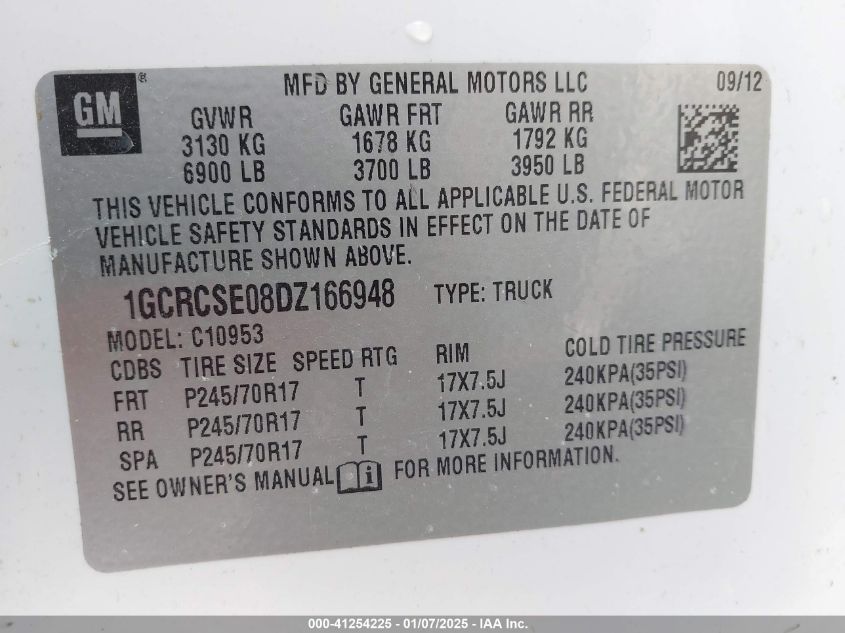 GM ®
MFD BY GENERAL MOTORS LLC 09/12
GVWR GAWR FRT GAWR RR
3130 KG 1678 KG 1792 KG
6900 LB 3700 LB 3950 LB
THIS VEHICLE CONFORMS TO ALL APPLICABLE U.S. FEDERAL MOTOR
VEHICLE SAFETY STANDARDS IN EFFECT ON THE DATE OF
MANUFACTURE SHOWN ABOVE.
1GCRCSE08DZ166948 TYPE: TRUCK
MODEL: C10953
CDBS TIRE SIZE SPEED RTG RIM COLD TIRE PRESSURE
FRT P245/70R17 T 17X7.5J 240KPA(35PSI)
RR P245/70R17 T 17X7.5J 240KPA(35PSI)
SPA P245/70R17 T 17X7.5J 240KPA(35PSI)
SEE OWNER'S MANUAL i FOR MORE INFORMATION.
000-41254225 - 01/07/2025 - IAA Inc.